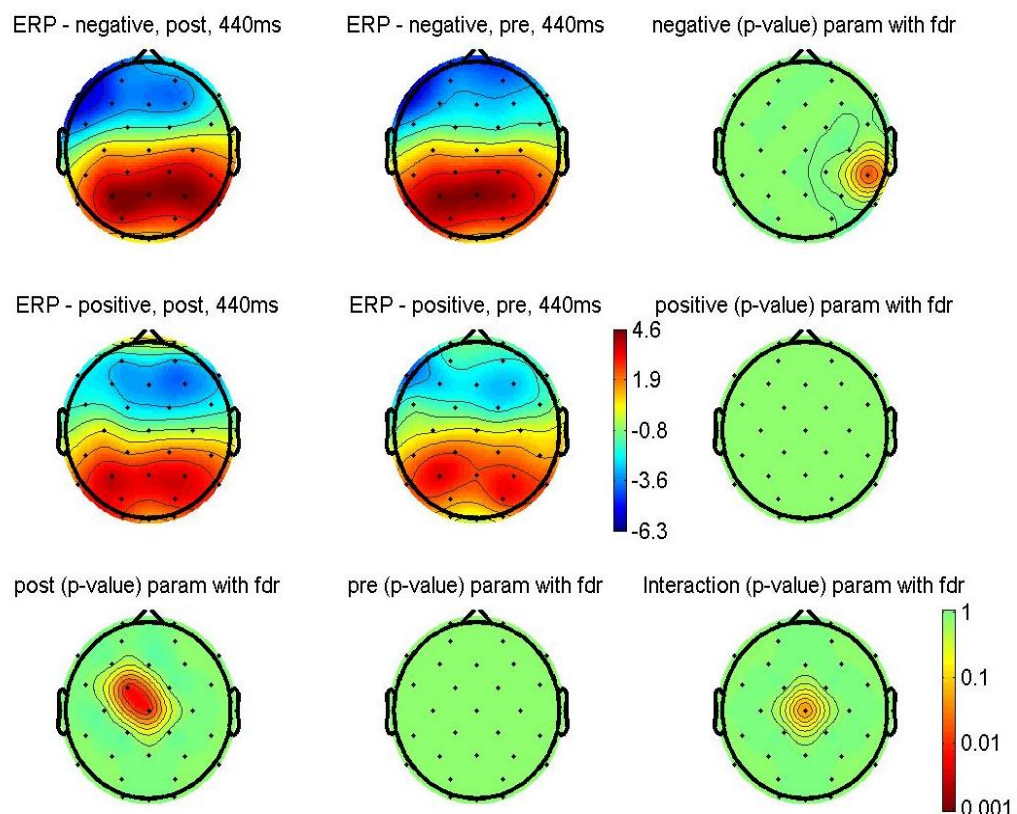 ERP - negative, post, 440ms
ERP - negative, pre, 440ms
negative (p-value) param with fdr
ERP - positive, post, 440ms
ERP - positive, pre, 440ms
positive (p-value) param with fdr
4.6
1.9
-0.8
-3.6
-6.3
post (p-value) param with fdr
pre (p-value) param with fdr
Interaction (p-value) param with fdr
1
0.1
0.01
0.001